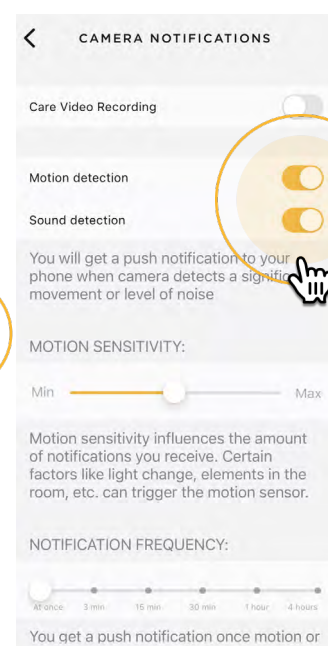 CAMERA NOTIFICATIONS
Care Video Recording
Motion detection
Sound detection
You will get a push notification to your
phone when camera detects a
movement or level of noise
MOTION SENSITIVITY:
Min Max
Motion sensitivity influences the amount
of notifications you receive. Certain
factors like light change, elements in the
room, etc. can trigger the motion sensor.
NOTIFICATION FREQUENCY:
At once 3 min 15 min 30 min 1 hour 4 hours
You get a push notification once motion or